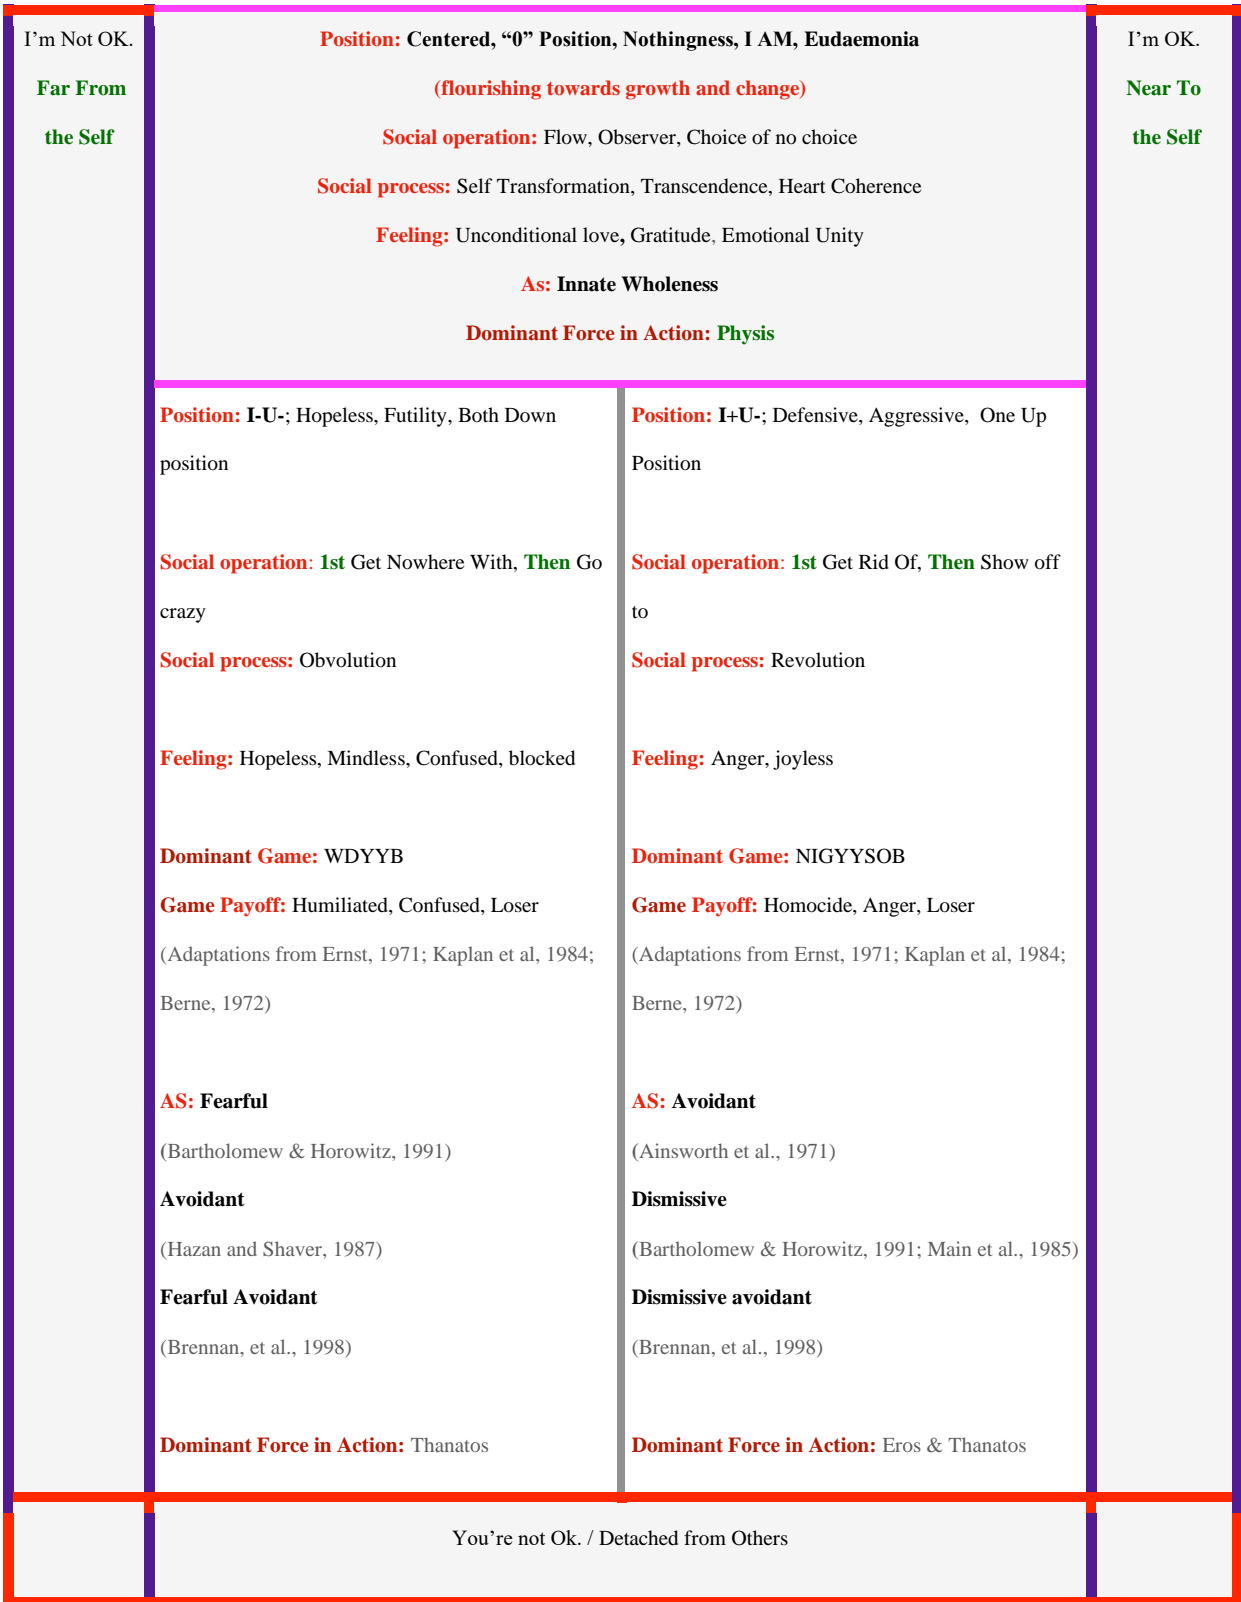 I'm Not OK.
Far From
the Self
Position: Centered, “0” Position, Nothingness, I AM, Eudaemonia
(flourishing towards growth and change)
Social operation: Flow, Observer, Choice of no choice
Social process: Self Transformation, Transcendence, Heart Coherence
Feeling: Unconditional love, Gratitude, Emotional Unity
As: Innate Wholeness
Dominant Force in Action: Physis
I'm OK.
Near To
the Self
Position: I-U-; Hopeless, Futility, Both Down
position
Social operation: 1st Get Nowhere With, Then Go
crazy
Social process: Obvolution
Feeling: Hopeless, Mindless, Confused, blocked
Dominant Game: WDYYB
Game Payoff: Humiliated, Confused, Loser
(Adaptations from Ernst, 1971; Kaplan et al, 1984;
Berne, 1972)
AS: Fearful
(Bartholomew & Horowitz, 1991)
Avoidant
(Hazan and Shaver, 1987)
Fearful Avoidant
(Brennan, et al., 1998)
Dominant Force in Action: Thanatos
Position: I+U-; Defensive, Aggressive, One Up
Position
Social operation: 1st Get Rid Of, Then Show off
to
Social process: Revolution
Feeling: Anger, joyless
Dominant Game: NIGYYSOB
Game Payoff: Homocide, Anger, Loser
(Adaptations from Ernst, 1971; Kaplan et al, 1984;
Berne, 1972)
AS: Avoidant
(Ainsworth et al., 1971)
Dismissive
(Bartholomew & Horowitz, 1991; Main et al., 1985)
Dismissive avoidant
(Brennan, et al., 1998)
Dominant Force in Action: Eros & Thanatos
You're not Ok. / Detached from Others